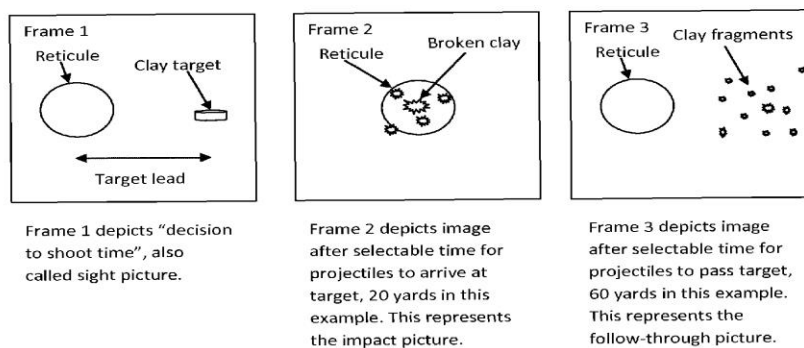 Frame 1
Reticule
Clay target
Target lead
Frame 1 depicts “decision
to shoot time”, also
called sight picture.
Frame 2
Broken clay
Reticule
Frame 2 depicts image
after selectable time for
projectiles to arrive at
target, 20 yards in this
example. This represents
the impact picture.
Frame 3
Clay fragments
Reticule
Frame 3 depicts image
after selectable time for
projectiles to pass target,
60 yards in this example.
This represents the
follow-through picture.